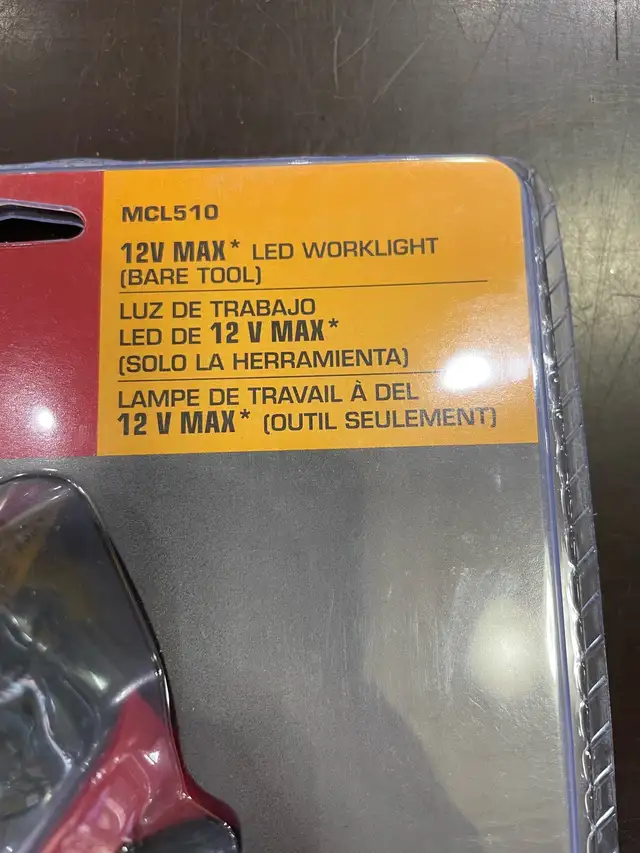 MCL510
12V MAX* LED WORKLIGHT
(BARE TOOL)
LUZ DE TRABAJO
LED DE 12 V MAX*
(SOLO LA HERRAMIENTA)
LAMPE DE TRAVAIL À DEL
12 V MAX* (OUTIL SEULEMENT)